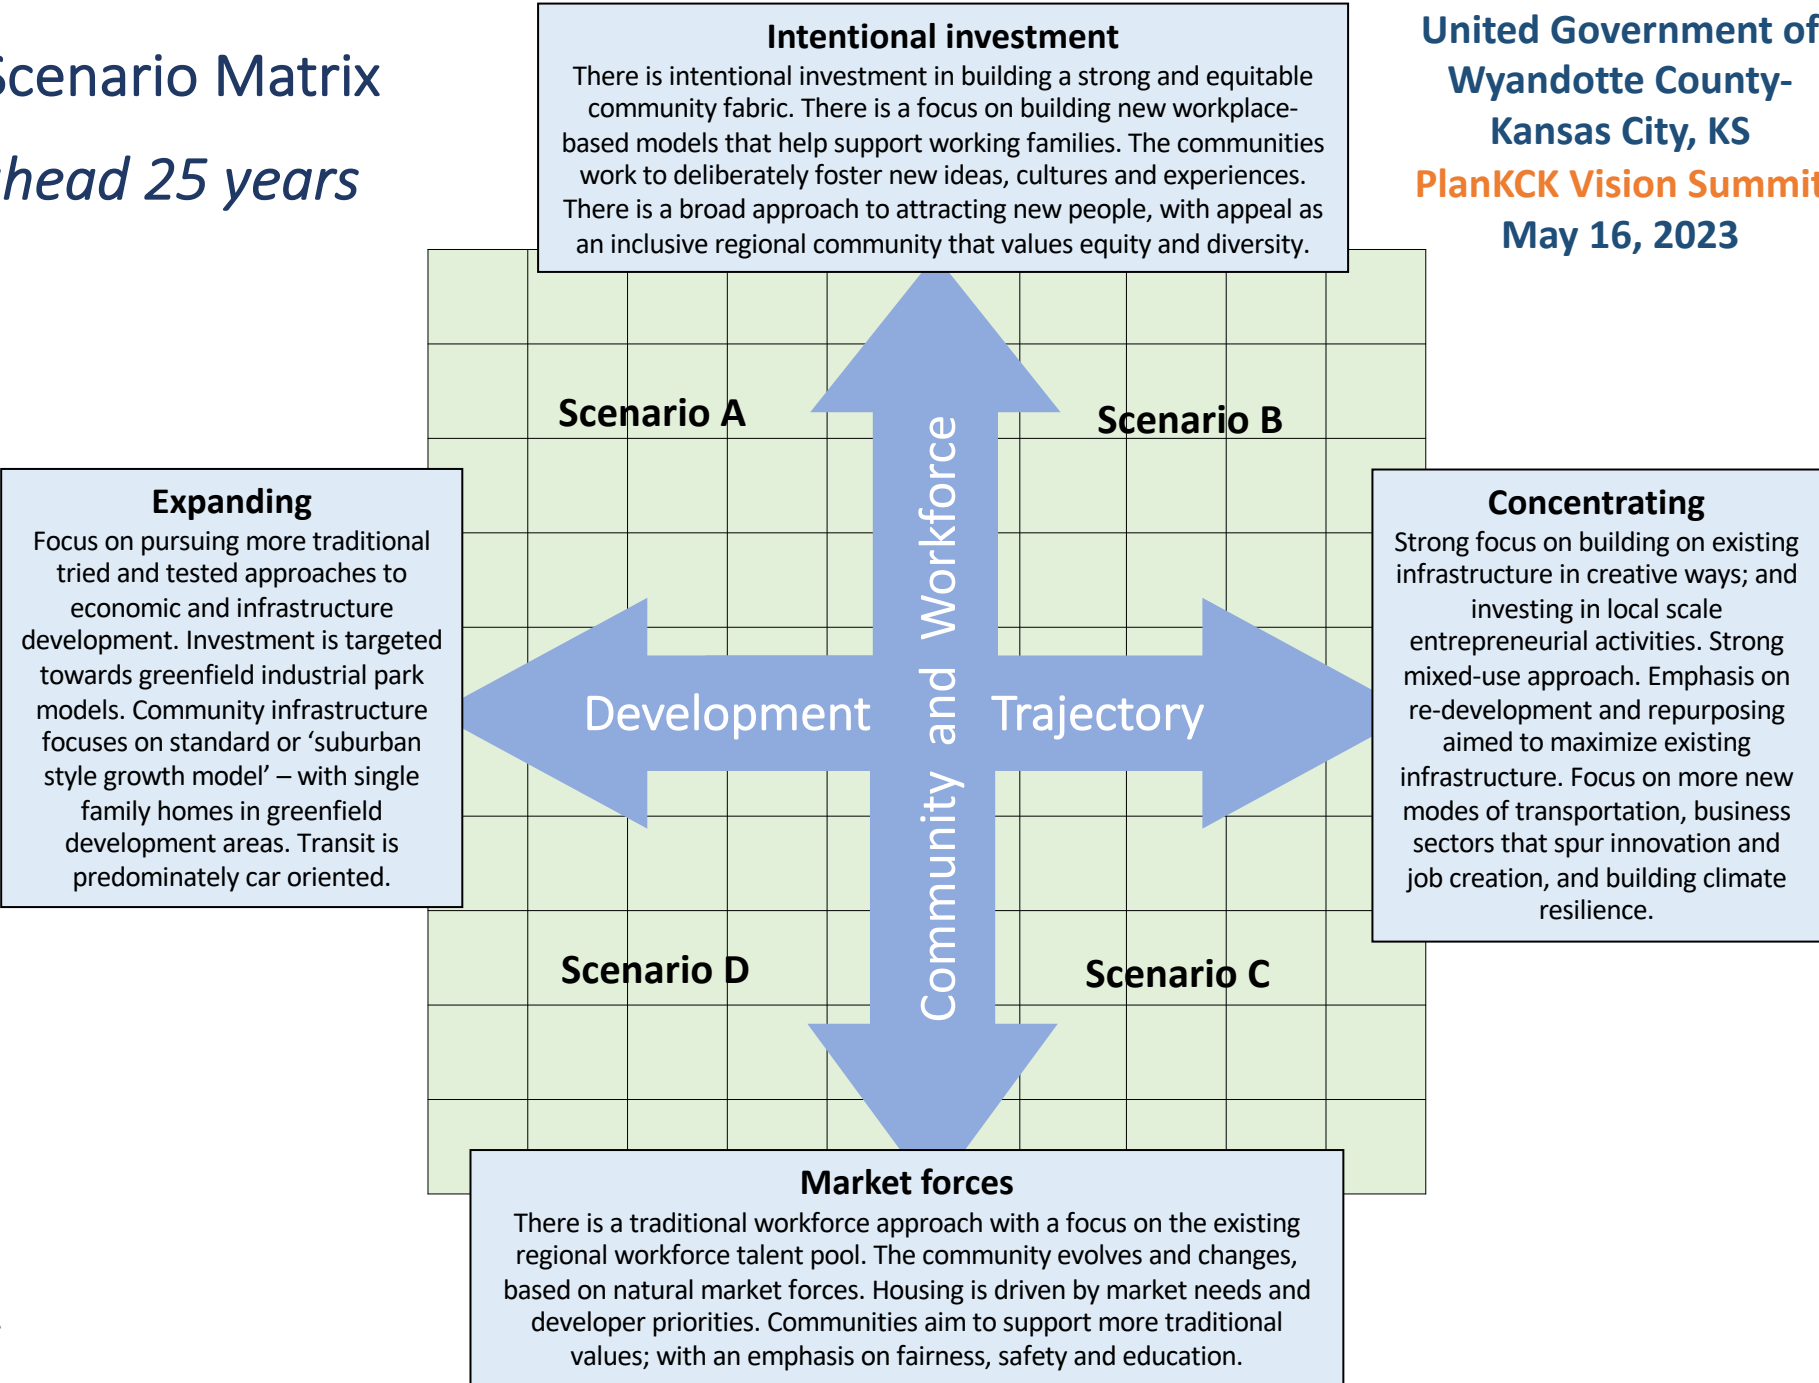 Scenario Matrix
ahead 25 years
United Government of
Wyandotte County-
Kansas City, KS
PlanKCK Vision Summit
May 16, 2023
Intentional investment
There is intentional investment in building a strong and equitable
community fabric. There is a focus on building new workplace-
based models that help support working families. The communities
work to deliberately foster new ideas, cultures and experiences.
There is a broad approach to attracting new people, with appeal as
an inclusive regional community that values equity and diversity.
Scenario A
Scenario B
Expanding
Focus on pursuing more traditional
tried and tested approaches to
economic and infrastructure
development. Investment is targeted
towards greenfield industrial park
models. Community infrastructure
focuses on standard or ‘suburban
style growth model’ – with single
family homes in greenfield
development areas. Transit is
predominately car oriented.
Development Trajectory
Community and Workforce
Concentrating
Strong focus on building on existing
infrastructure in creative ways; and
investing in local scale
entrepreneurial activities. Strong
mixed-use approach. Emphasis on
re-development and repurposing
aimed to maximize existing
infrastructure. Focus on more new
modes of transportation, business
sectors that spur innovation and
job creation, and building climate
resilience.
Scenario D
Scenario C
Market forces
There is a traditional workforce approach with a focus on the existing
regional workforce talent pool. The community evolves and changes,
based on natural market forces. Housing is driven by market needs and
developer priorities. Communities aim to support more traditional
values; with an emphasis on fairness, safety and education.